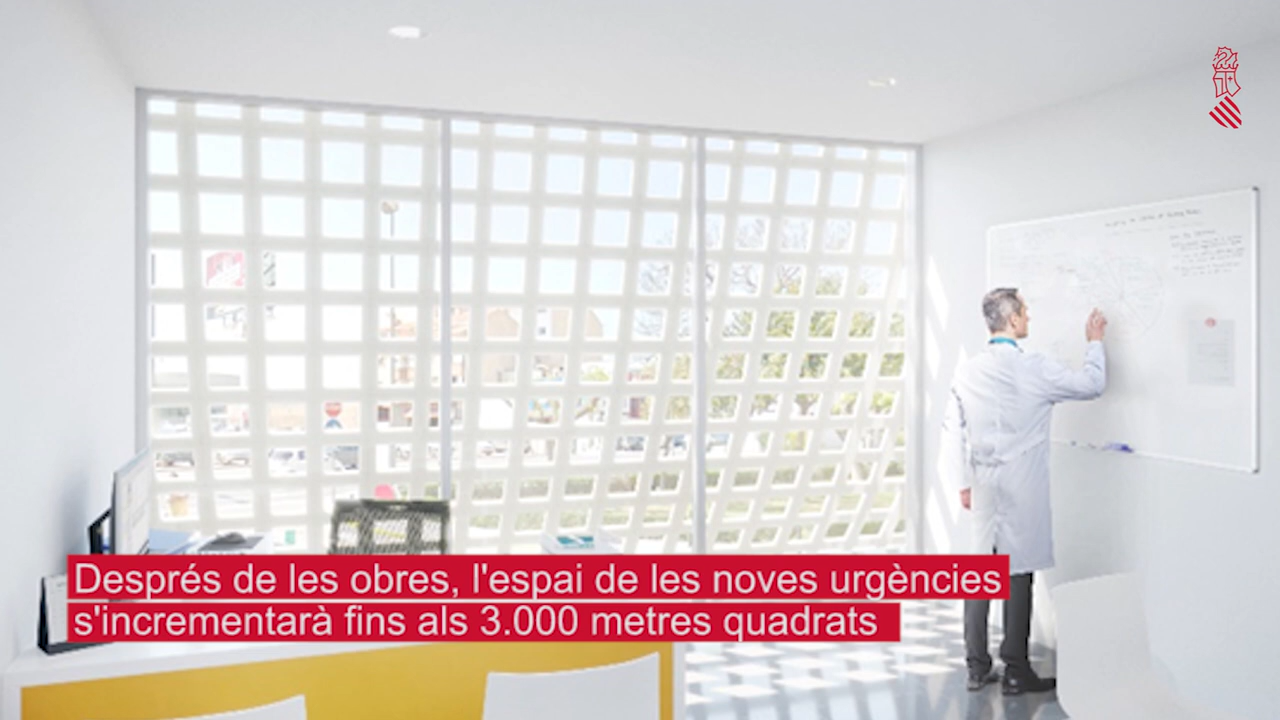 Després de les obres, l'espai de les noves urgències
s'incrementarà fins als 3.000 metres quadrats